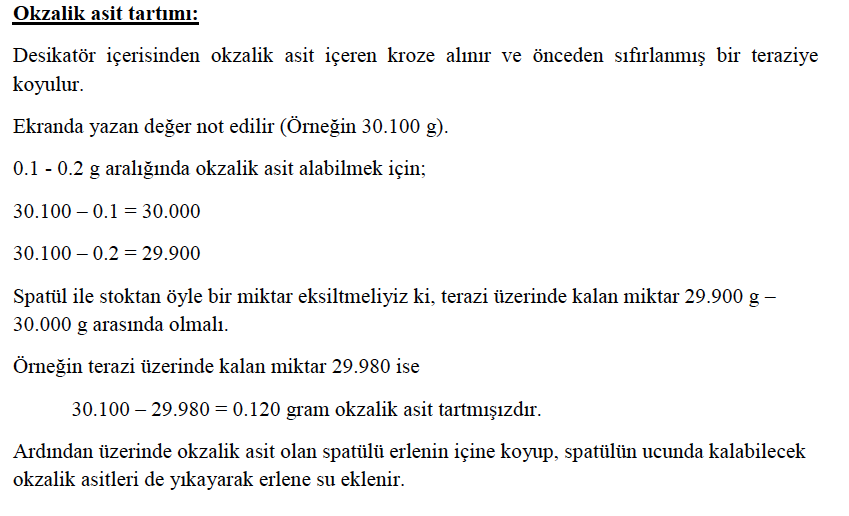 Okzalik asit tartımı:
Desikatör içerisinden okzalik asit içeren kroze alınır ve önceden sıfırlanmış bir teraziye
koyulur.
Ekranda yazan değer not edilir (Örneğin 30.100 g).
0.1 - 0.2 g aralığında okzalik asit alabilmek için;
30.100 – 0.1 = 30.000
30.100 – 0.2 = 29.900
Spatül ile stoktan öyle bir miktar eksiltmeliyiz ki, terazi üzerinde kalan miktar 29.900 g –
30.000 g arasında olmalı.
Örneğin terazi üzerinde kalan miktar 29.980 ise
30.100 – 29.980 = 0.120 gram okzalik asit tartmışızdır.
Ardından üzerinde okzalik asit olan spatülü erlenin içine koyup, spatülün ucunda kalabilecek
okzalik asitleri de yıkayarak erlene su eklenir.